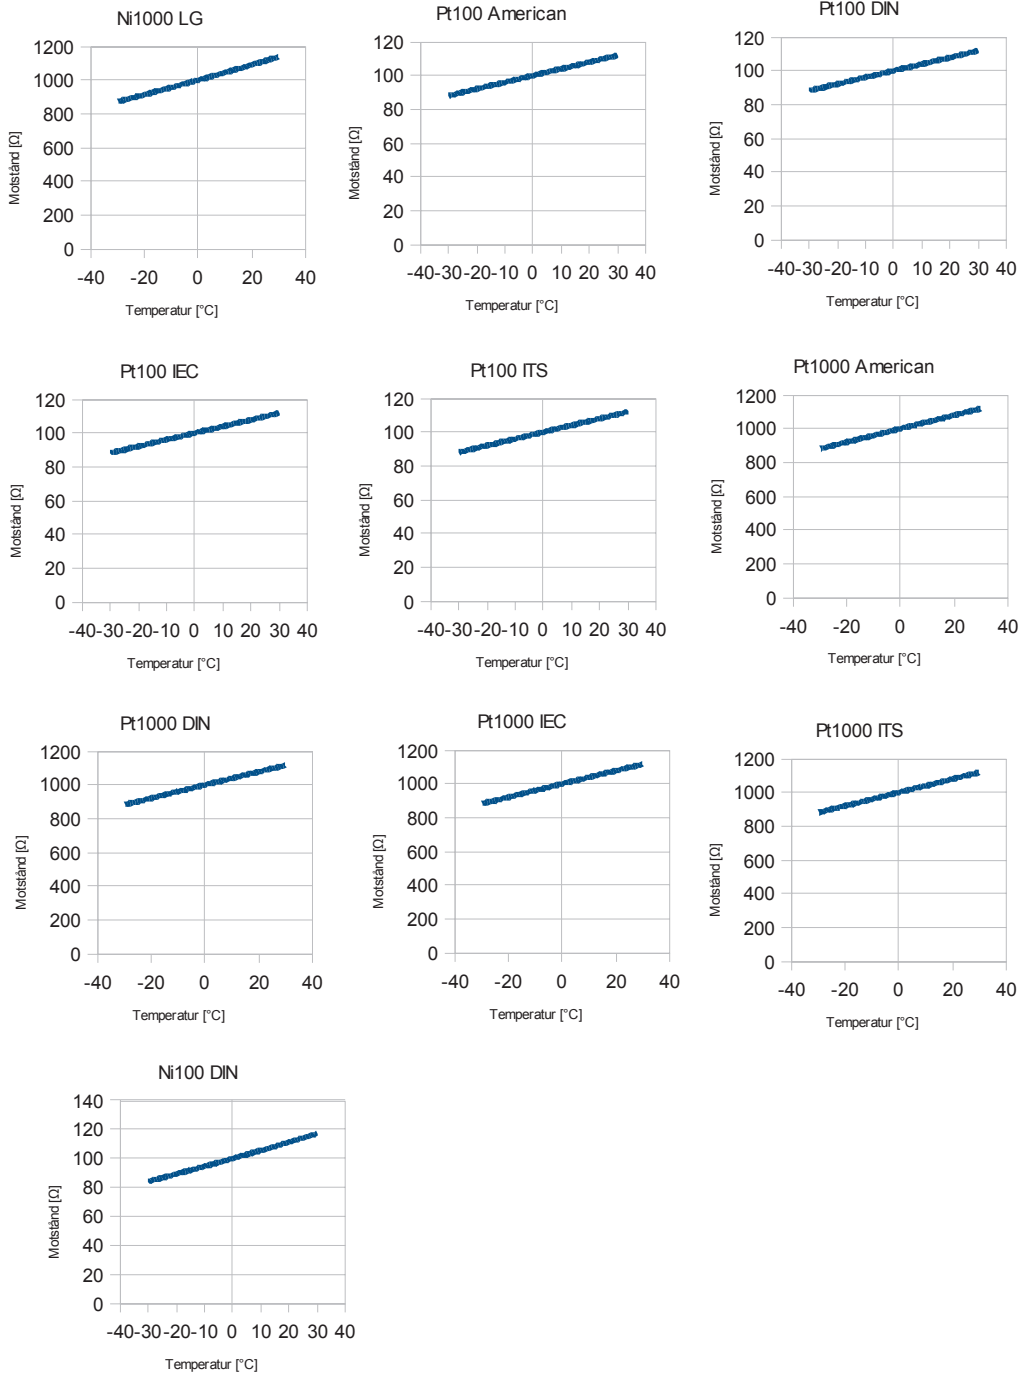 Ni1000 LG
1200
1000
800
600
400
200
0
-40 -20 0 20 40
Motstånd [Ω]
Temperatur [°C]
Pt100 American
120
100
80
60
40
20
0
-40-30-20-10 0 10 20 30 40
Motstånd [Ω]
Temperatur [°C]
Pt100 DIN
120
100
80
60
40
20
0
-40-30-20-10 0 10 20 30 40
Motstånd [Ω]
Temperatur [°C]
Pt100 IEC
120
100
80
60
40
20
0
-40-30-20-10 0 10 20 30 40
Motstånd [Ω]
Temperatur [°C]
Pt100 ITS
120
100
80
60
40
20
0
-40-30-20-10 0 10 20 30 40
Motstånd [Ω]
Temperatur [°C]
Pt1000 American
1200
1000
800
600
400
200
0
-40 -20 0 20 40
Motstånd [Ω]
Temperatur [°C]
Pt1000 DIN
1200
1000
800
600
400
200
0
-40 -20 0 20 40
Motstånd [Ω]
Temperatur [°C]
Pt1000 IEC
1200
1000
800
600
400
200
0
-40 -20 0 20 40
Motstånd [Ω]
Temperatur [°C]
Pt1000 ITS
1200
1000
800
600
400
200
0
-40 -20 0 20 40
Motstånd [Ω]
Temperatur [°C]
Ni100 DIN
140
120
100
80
60
40
20
0
-40-30-20-10 0 10 20 30 40
Motstånd [Ω]
Temperatur [°C]